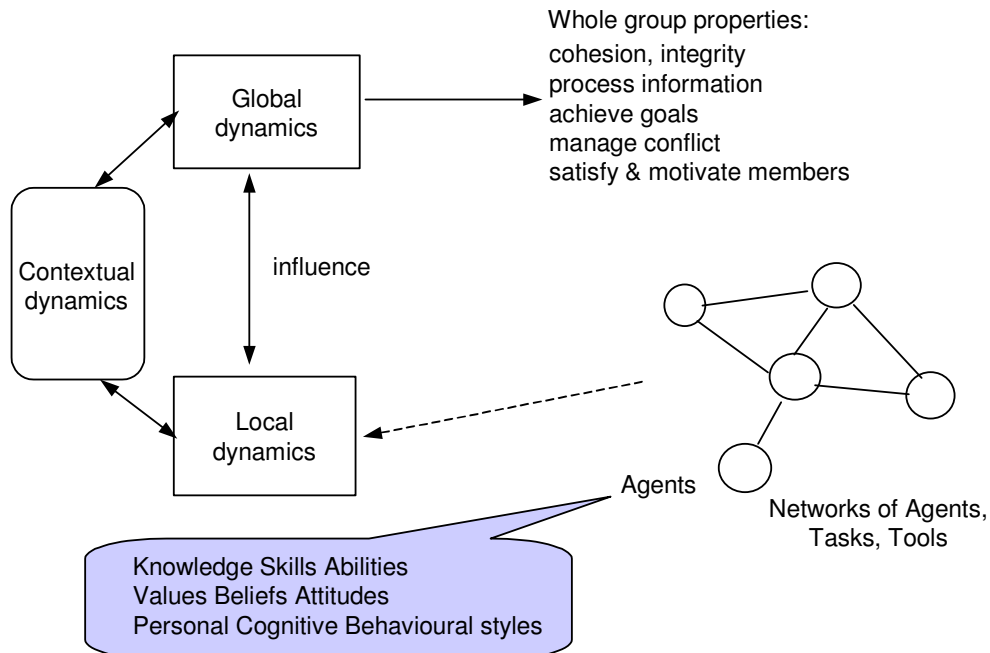 Whole group properties:
cohesion, integrity
process information
achieve goals
manage conflict
satisfy & motivate members
Global
dynamics
Contextual
dynamics
influence
Local
dynamics
Agents
Networks of Agents,
Tasks, Tools
Knowledge Skills Abilities
Values Beliefs Attitudes
Personal Cognitive Behavioural styles